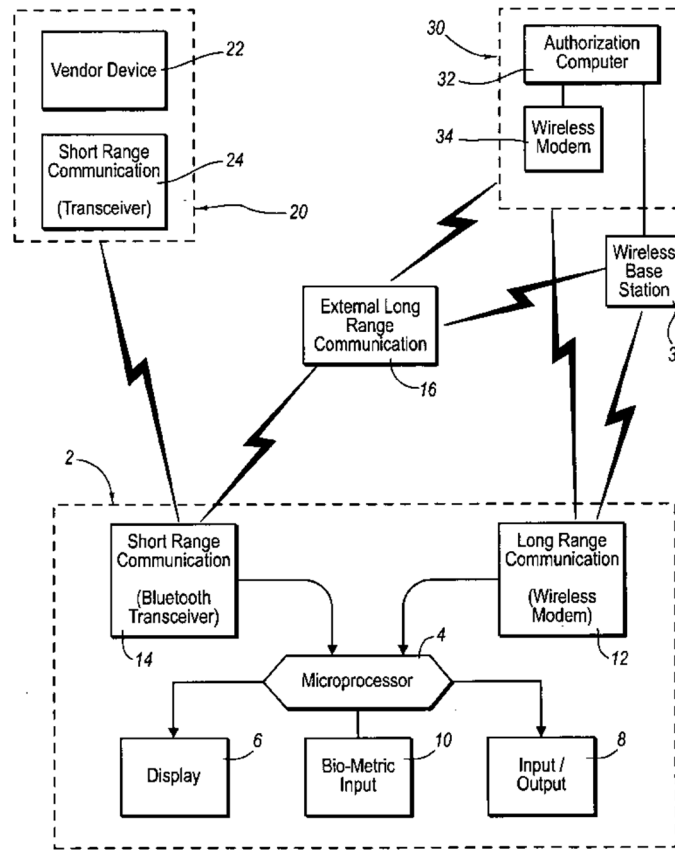 22
Vendor Device
24
Short Range
Communication
(Transceiver)
20
30
Authorization
Computer
32
34
Wireless
Modem
Wireless
Base
Station
3
External Long
Range
Communication
16
2
Short Range
Communication
(Bluetooth
Transceiver)
14
Long Range
Communication
(Wireless
Modem)
12
4
Microprocessor
6
Display
10
Bio-Metric
Input
8
Input /
Output